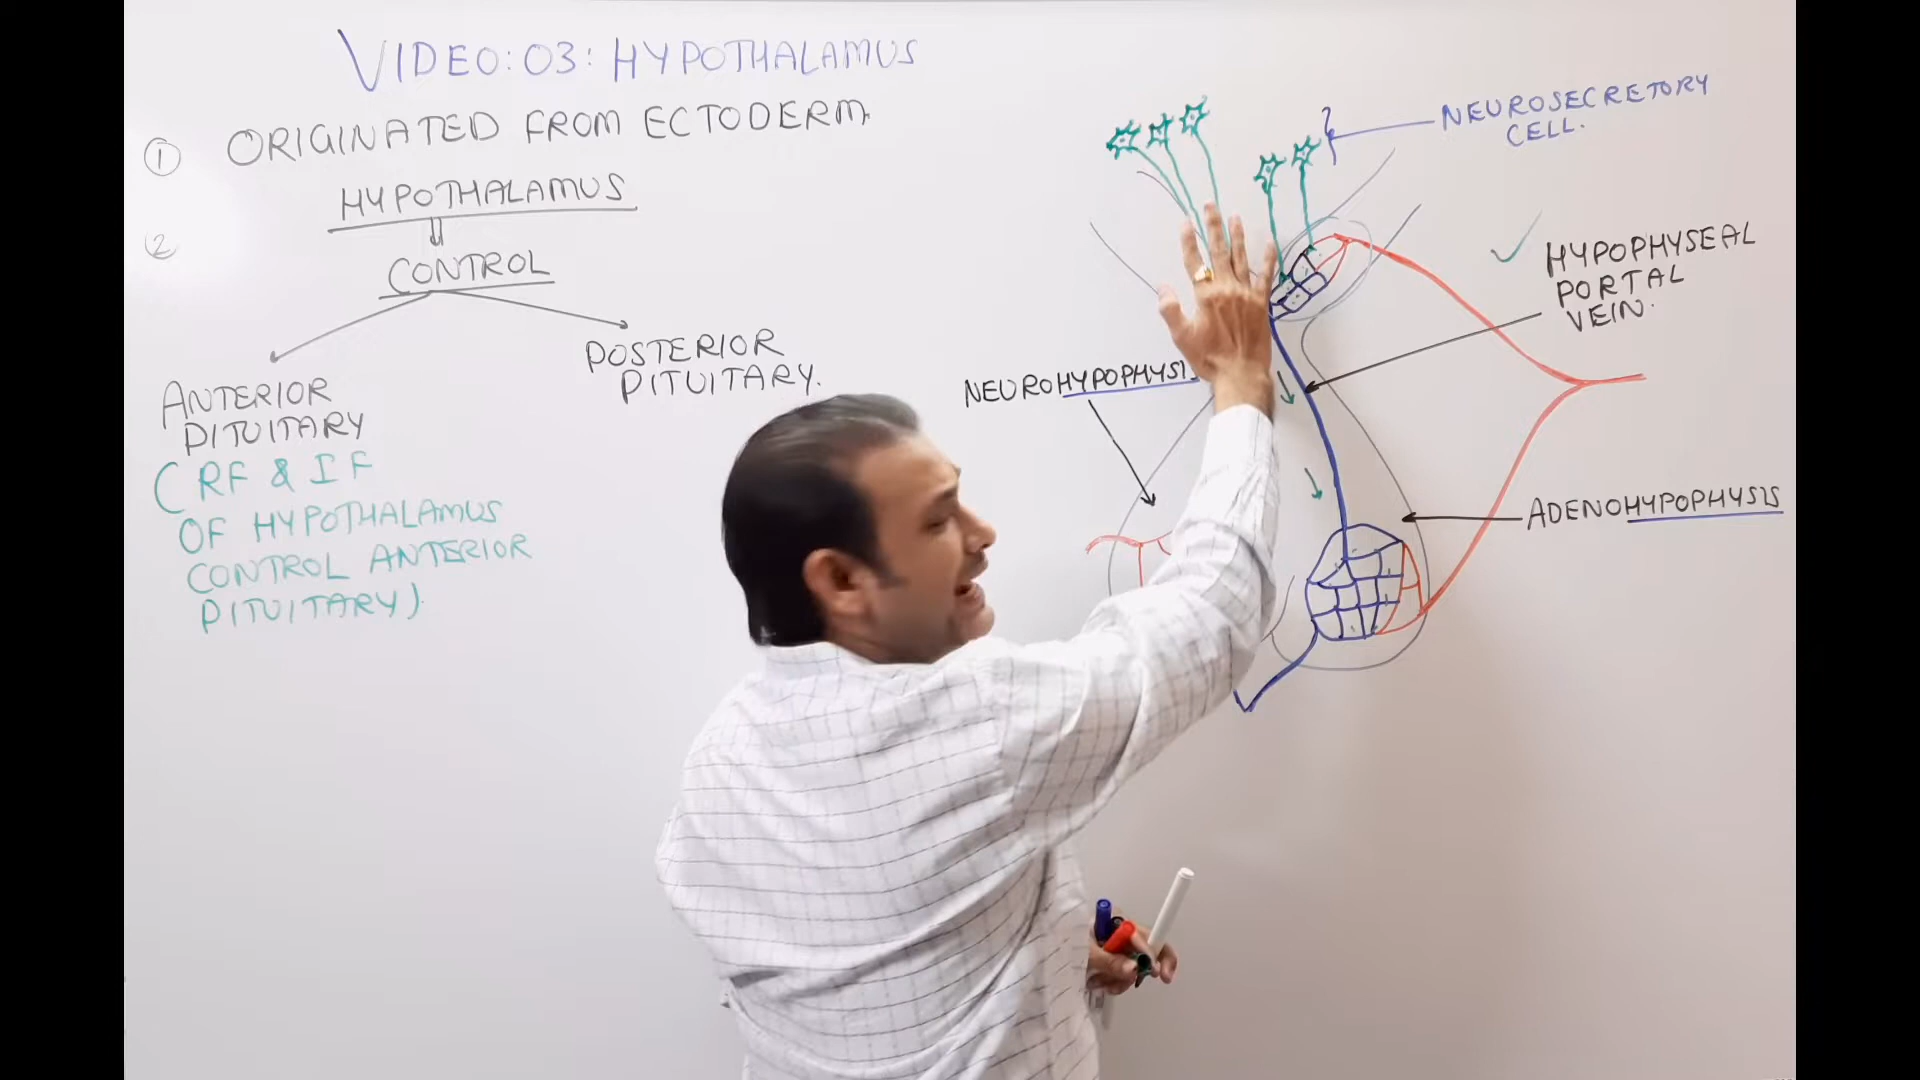 VIDEO:03: HYPOTHALAMUS
① ORIGINATED FROM ECTODERM.
②
HYPOTHALAMUS
CONTROL
ANTERIOR
PITUITARY
(RF & IF
OF HYPOTHALAMUS
CONTROL ANTERIOR
PITUITARY).
POSTERIOR
PITUITARY.
NEUROSECRETORY
CELL.
✓ HYPOPHYSEAL
PORTAL
VEIN.
NEUROHYPOPHYSIS
ADENOHYPOPHYSIS